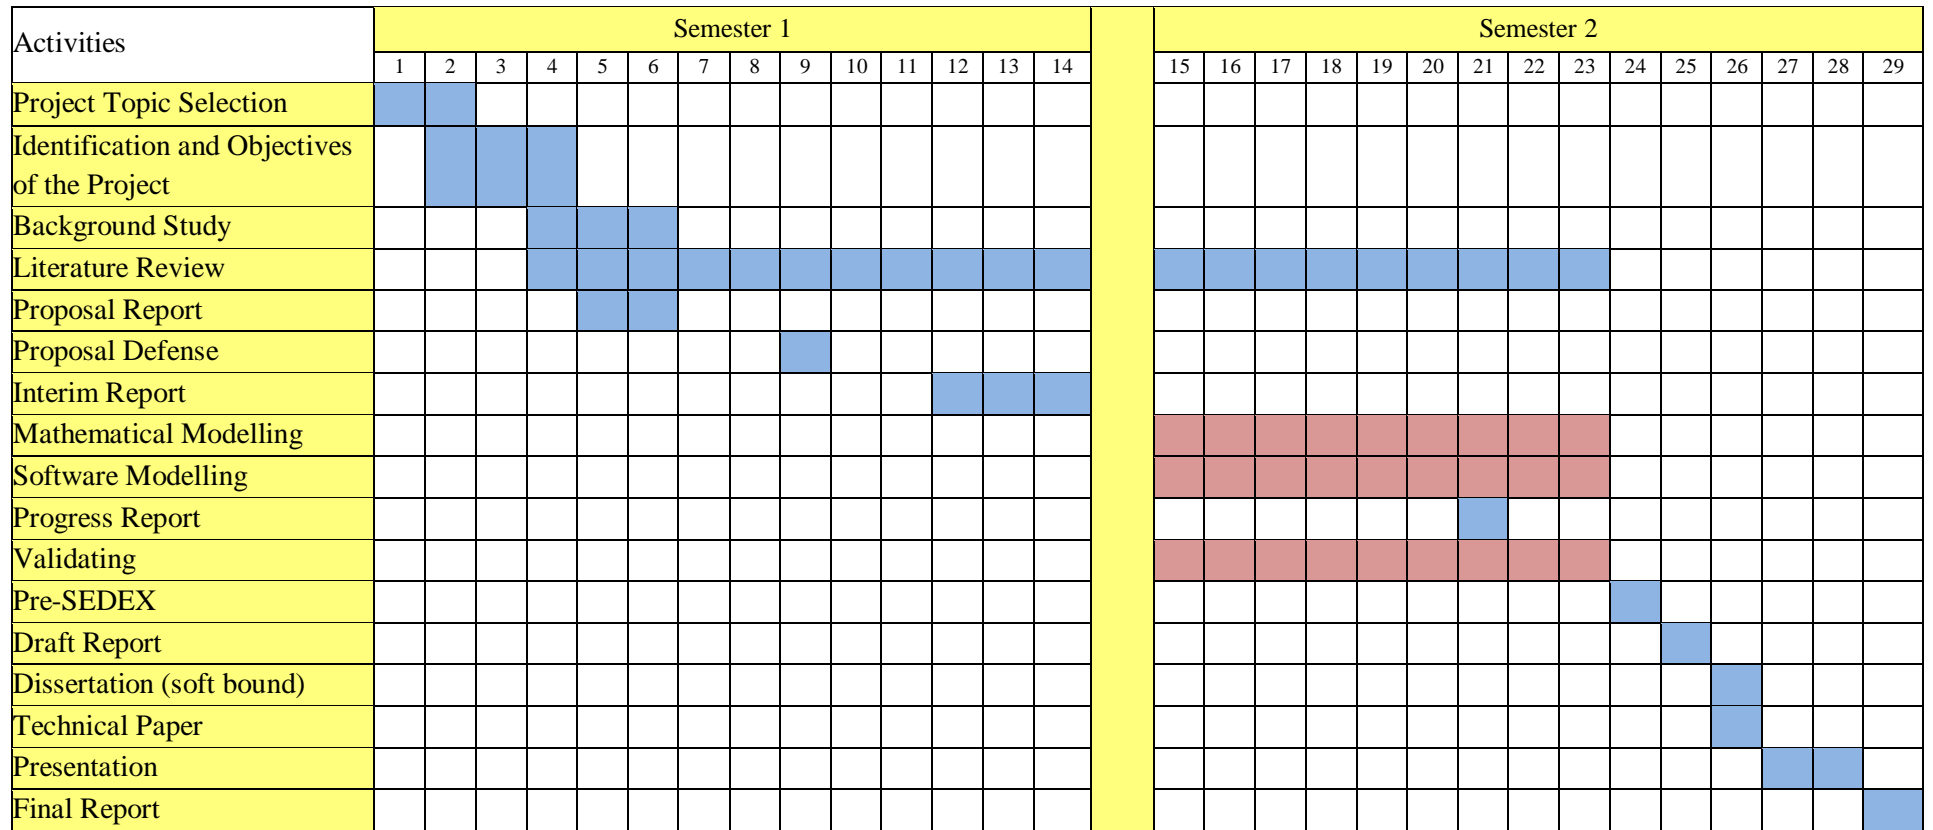 Activities
Semester 1
Semester 2
1 2 3 4 5 6 7 8 9 10 11 12 13 14 15 16 17 18 19 20 21 22 23 24 25 26 27 28 29
Project Topic Selection
Identification and Objectives
of the Project
Background Study
Literature Review
Proposal Report
Proposal Defense
Interim Report
Mathematical Modelling
Software Modelling
Progress Report
Validating
Pre-SEDEX
Draft Report
Dissertation (soft bound)
Technical Paper
Presentation
Final Report